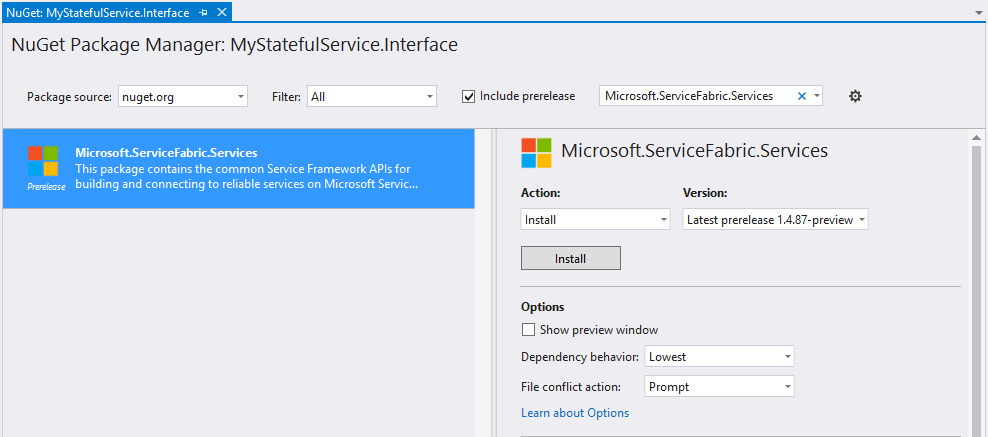 NuGet: MyStatefulService.Interface
NuGet Package Manager: MyStatefulService.Interface
Package source: nuget.org Filter: All Include prerelease Microsoft.ServiceFabric.Services
Microsoft.ServiceFabric.Services
This package contains the common Service Framework APIs for
building and connecting to reliable services on Microsoft Servic...
Prerelease
Microsoft.ServiceFabric.Services
Action: Version:
Install Latest prerelease 1.4.87-preview
Install
Options
Show preview window
Dependency behavior: Lowest
File conflict action: Prompt
Learn about Options